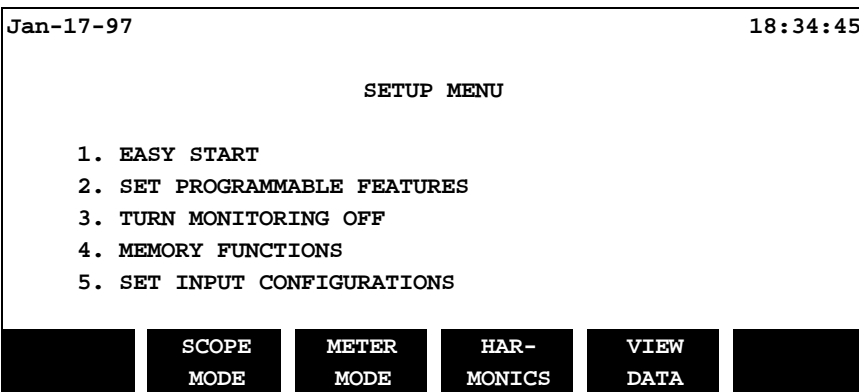 Jan-17-97 18:34:45
SETUP MENU
1. EASY START
2. SET PROGRAMMABLE FEATURES
3. TURN MONITORING OFF
4. MEMORY FUNCTIONS
5. SET INPUT CONFIGURATIONS
SCOPE METER HAR- VIEW
MODE MODE MONICS DATA